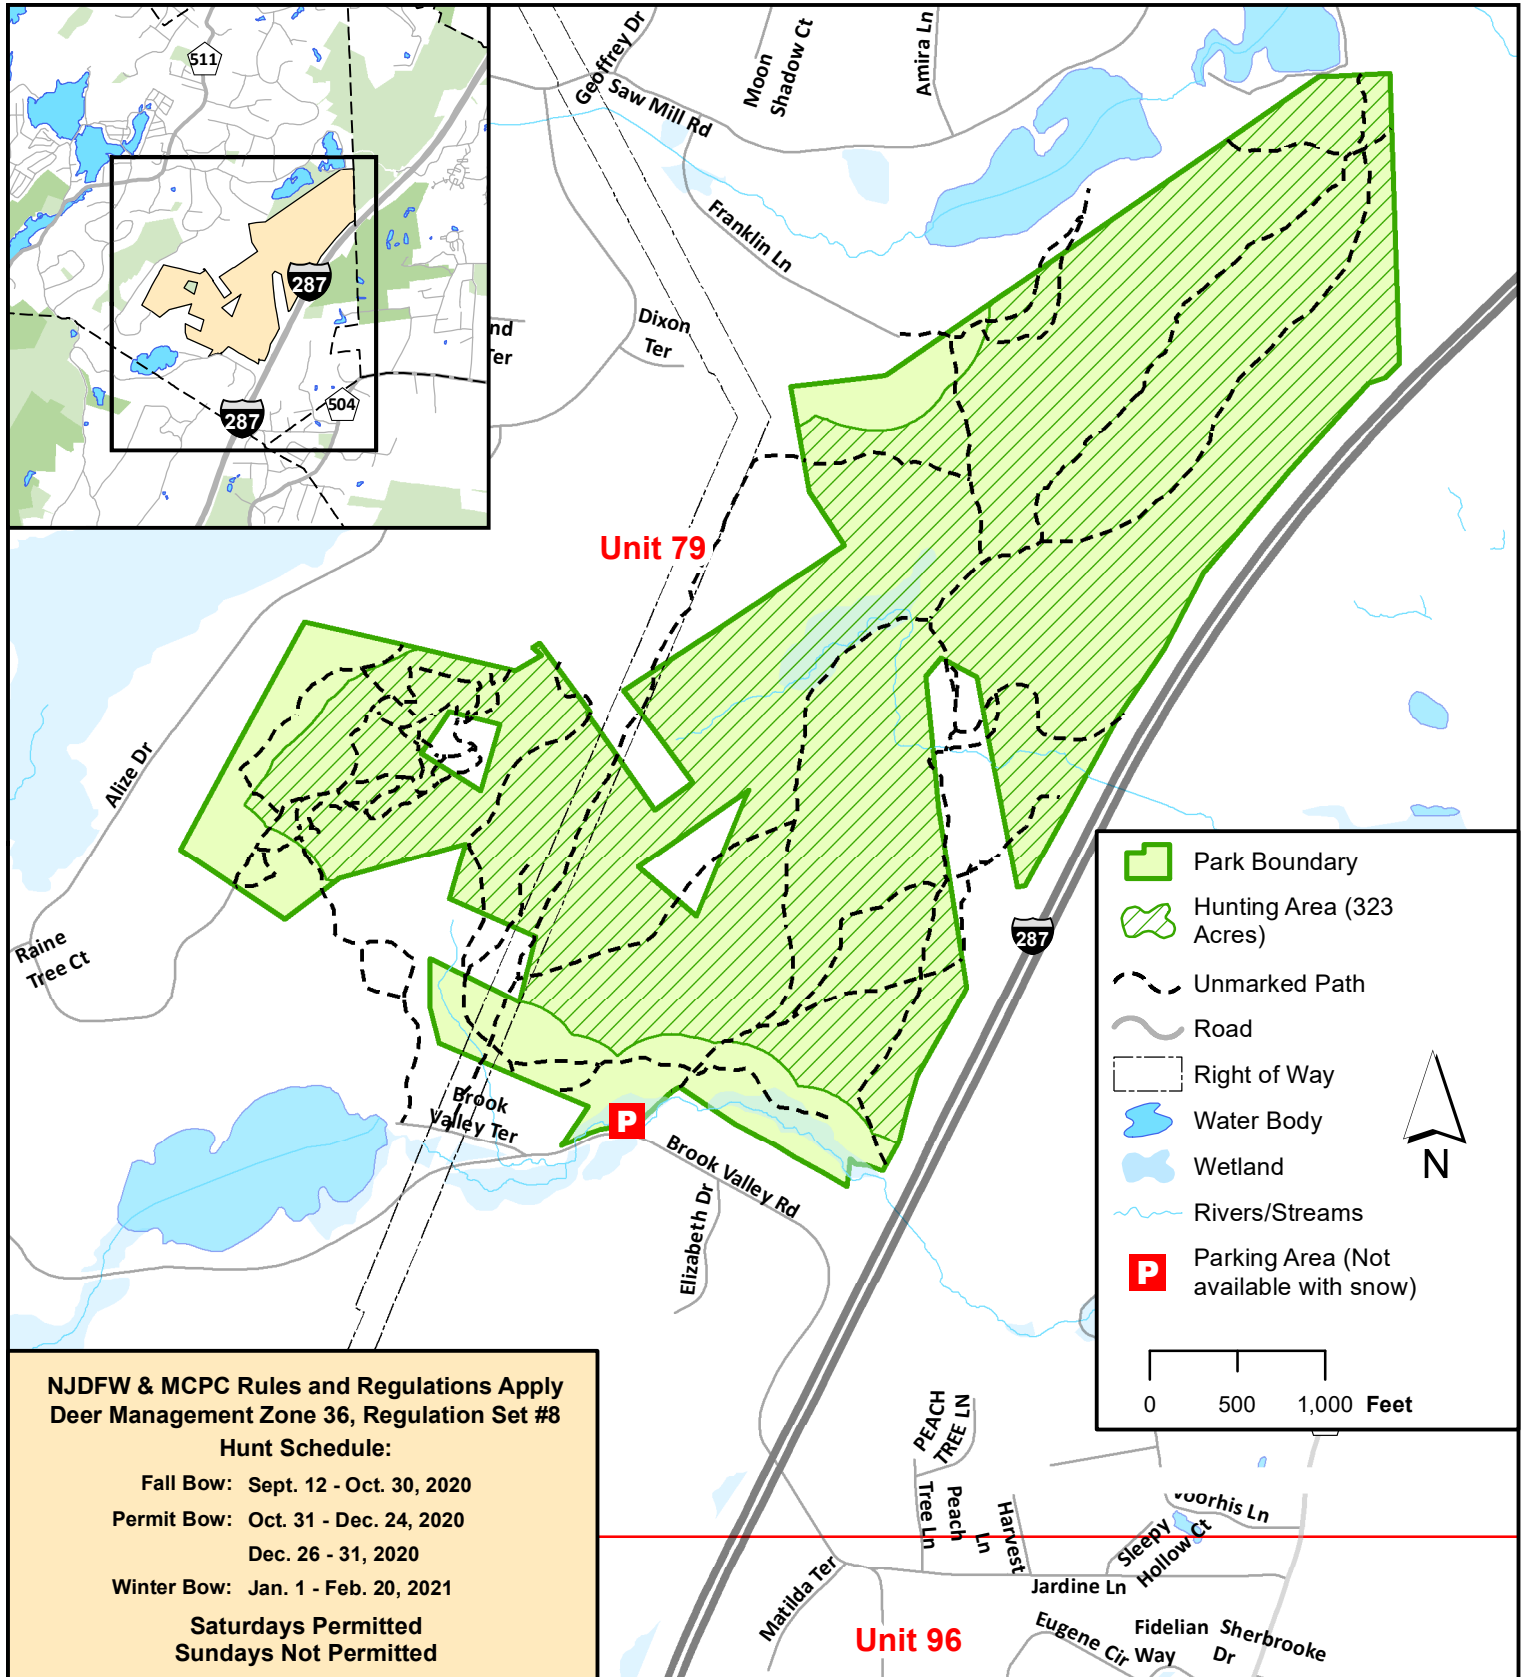 511
287
287
504
Geoffrey Dr
Saw Mill Rd
Moon
Shadow Ct
Amira Ln
Franklin Ln
Dixon
Ter
nd
Ter
Unit 79
Alize Dr
Raine
Tree Ct
287
Brook
Valley Ter
P
Brook Valley Rd
Elizabeth Dr
Park Boundary
Hunting Area (323
Acres)
Unmarked Path
Road
Right of Way
Water Body
Wetland
Rivers/Streams
P
Parking Area (Not
available with snow)
N
0 500 1,000 Feet
NJDFW & MCPC Rules and Regulations Apply
Deer Management Zone 36, Regulation Set #8
Hunt Schedule:
Fall Bow: Sept. 12 - Oct. 30, 2020
Permit Bow: Oct. 31 - Dec. 24, 2020
Dec. 26 - 31, 2020
Winter Bow: Jan. 1 - Feb. 20, 2021
Saturdays Permitted
Sundays Not Permitted
PEACH
TREE LN
Peach
Tree Ln
Harvest
Ln
Voorhis Ln
Sleepy
Hollow Ct
Jardine Ln
Matilda Ter
Unit 96
Eugene Cir
Fidelian
Way
Sherbrooke
Dr